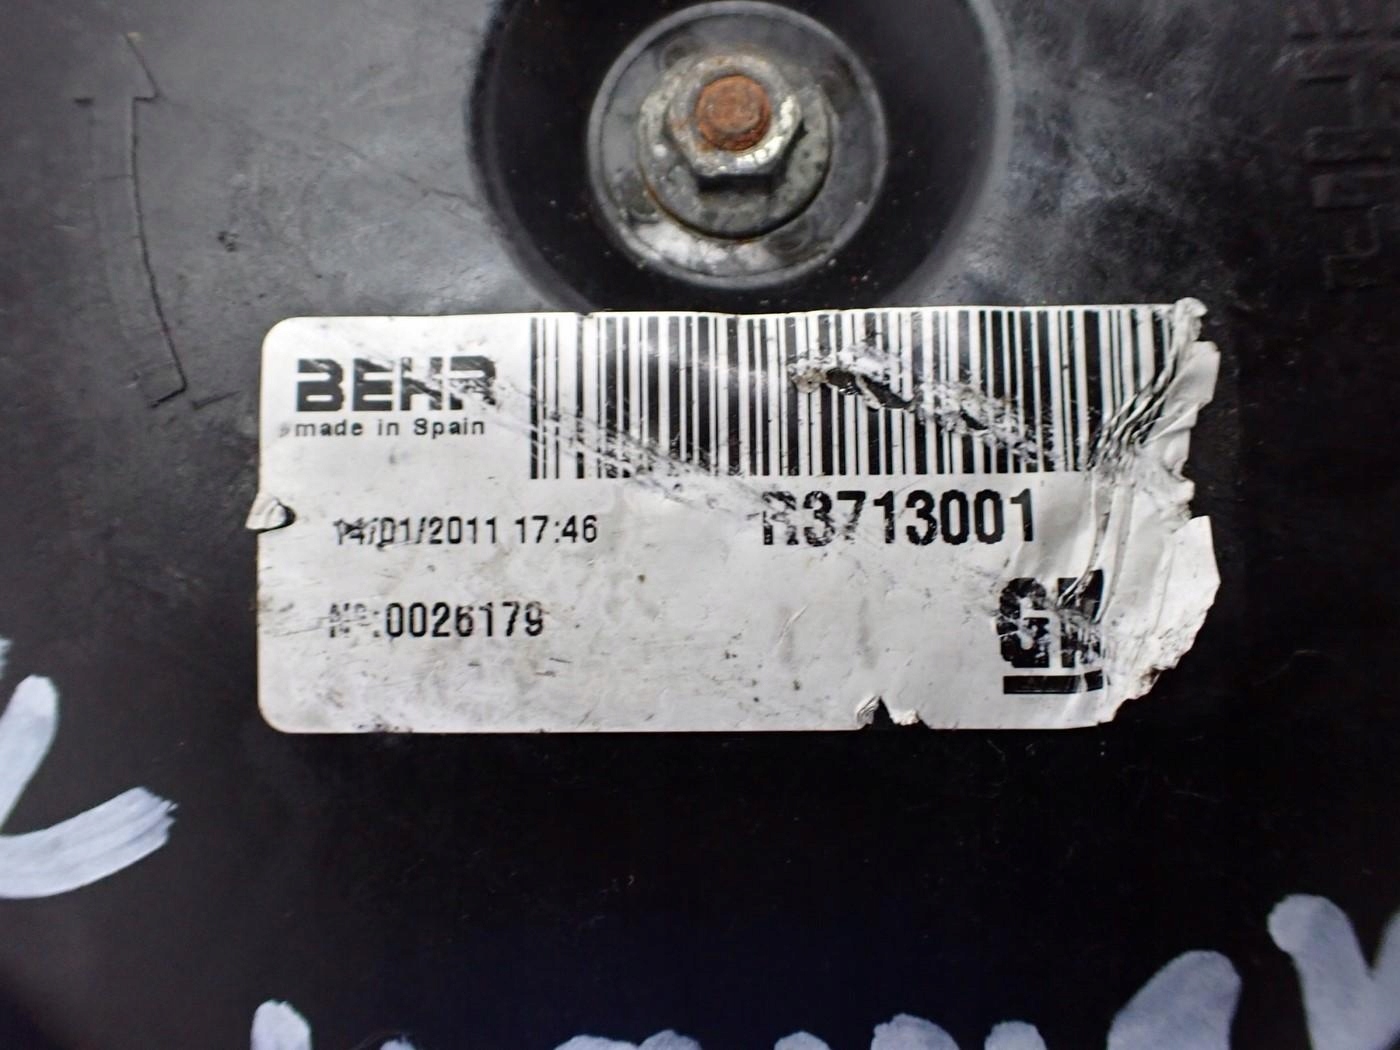 BEHR
made in Spain
14/01/2011 17:46
R3713001
Nº:0026179
GM